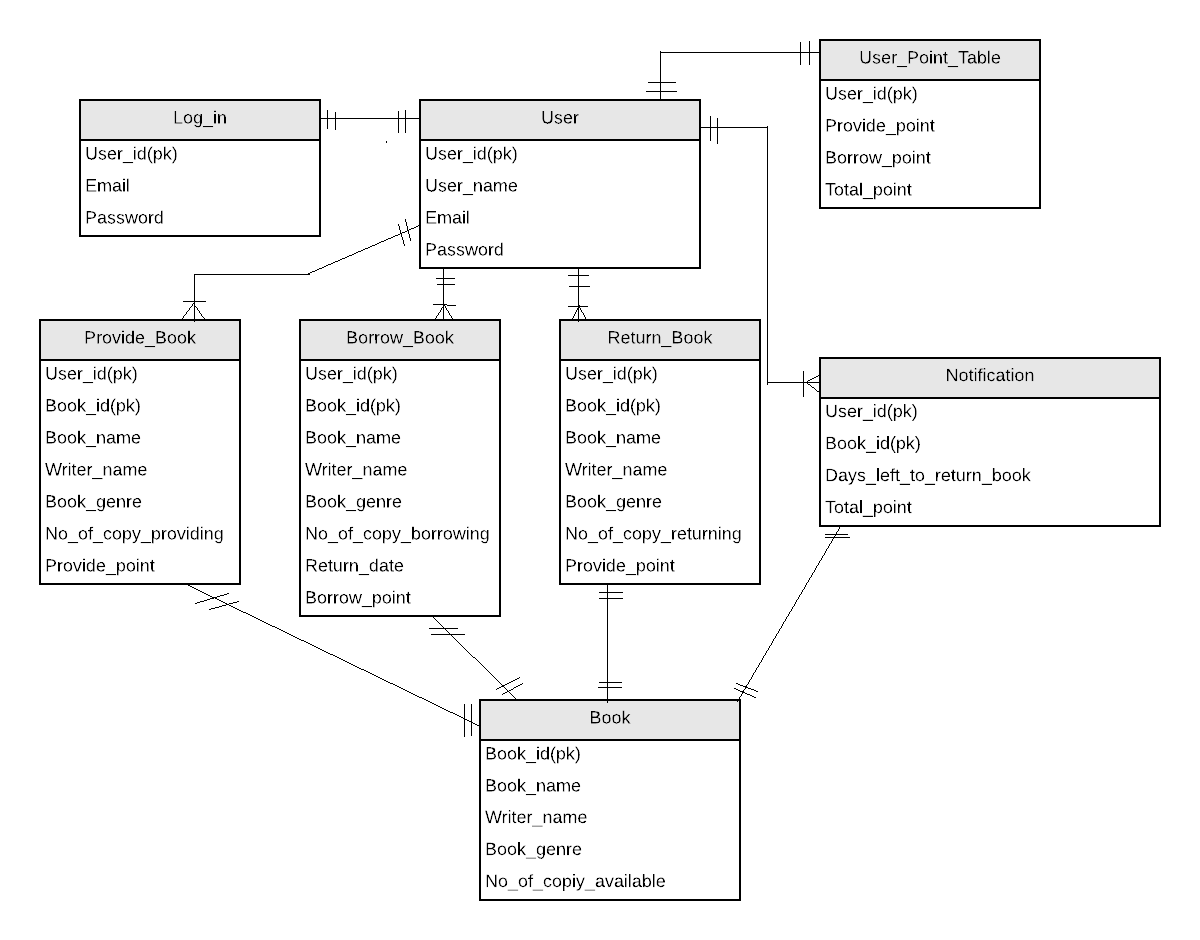 User_Point_Table
User_id(pk)
Provide_point
Borrow_point
Total_point
Log_in
User_id(pk)
Email
Password
User
User_id(pk)
User_name
Email
Password
Provide_Book
User_id(pk)
Book_id(pk)
Book_name
Writer_name
Book_genre
No_of_copy_providing
Provide_point
Borrow_Book
User_id(pk)
Book_id(pk)
Book_name
Writer_name
Book_genre
No_of_copy_borrowing
Return_date
Borrow_point
Return_Book
User_id(pk)
Book_id(pk)
Book_name
Writer_name
Book_genre
No_of_copy_returning
Provide_point
Notification
User_id(pk)
Book_id(pk)
Days_left_to_return_book
Total_point
Book
Book_id(pk)
Book_name
Writer_name
Book_genre
No_of_copiy_available